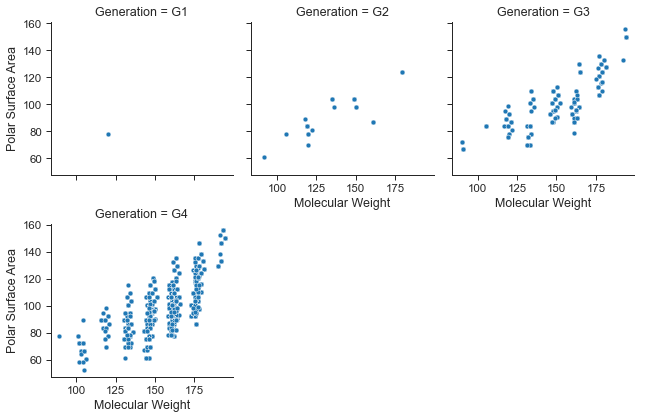 Generation = G1
Generation = G2
Generation = G3
Polar Surface Area
160
140
120
100
80
60
100
125
150
175
Molecular Weight
100
125
150
175
Molecular Weight
Generation = G4
Polar Surface Area
160
140
120
100
80
60
100
125
150
175
Molecular Weight